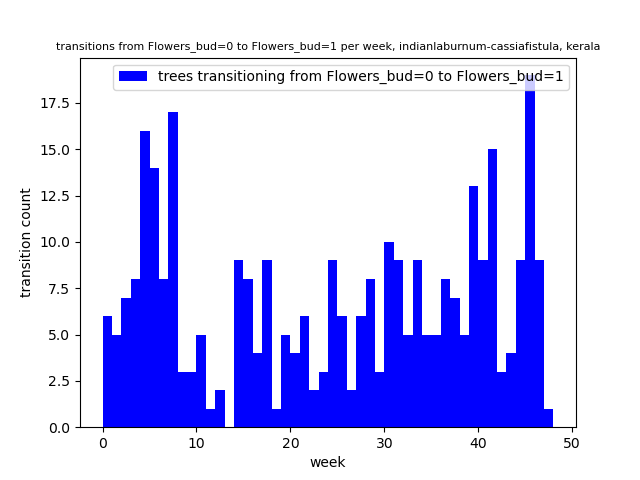 transitions from Flowers_bud=0 to Flowers_bud=1 per week, indianlaburnum-cassiafistula, kerala
trees transitioning from Flowers_bud=0 to Flowers_bud=1
17.5
15.0
12.5
10.0
7.5
5.0
2.5
0.0
transition count
0 10 20 30 40 50
week